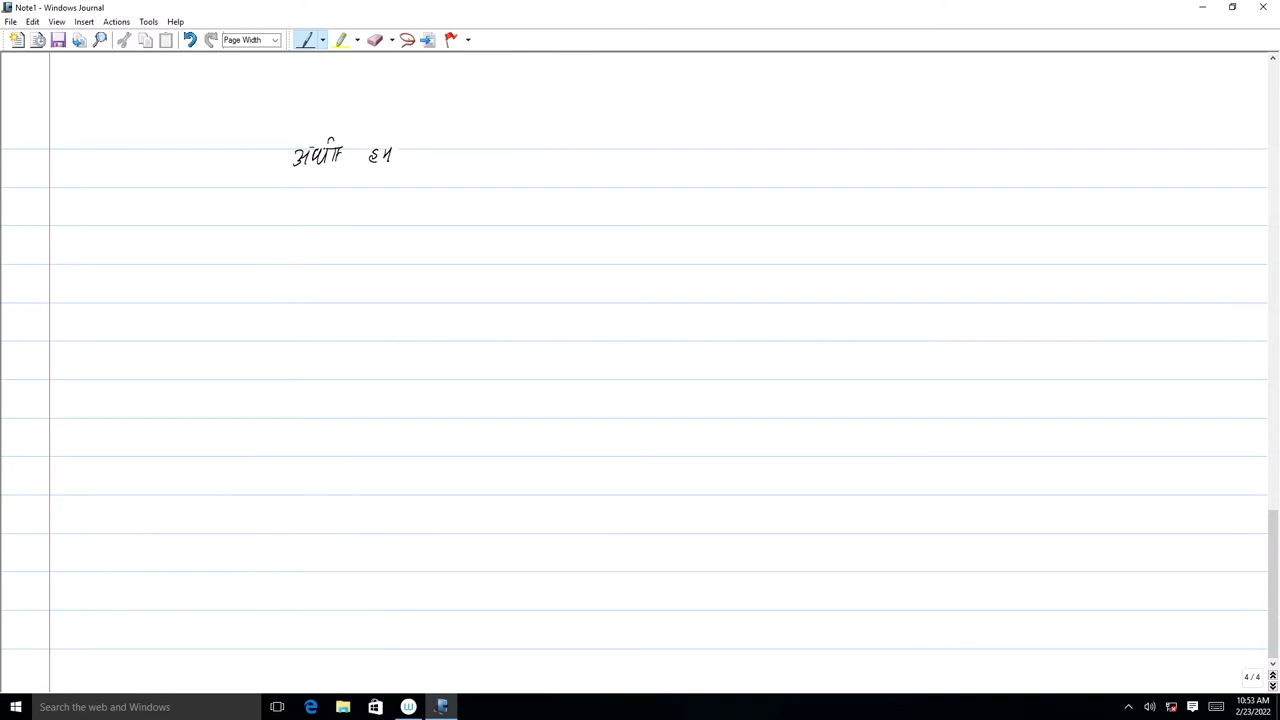 Note1 - Windows Journal
File Edit View Insert Actions Tools Help
Page Width
हम
4 / 4
Search the web and Windows
10:53 AM
2/23/2022